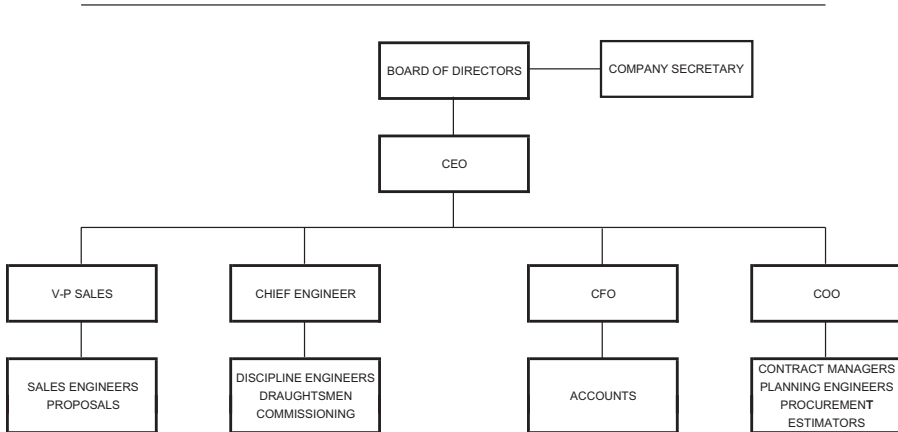 BOARD OF DIRECTORS
COMPANY SECRETARY
CEO
V-P SALES
CHIEF ENGINEER
CFO
COO
SALES ENGINEERS
PROPOSALS
DISCIPLINE ENGINEERS
DRAUGHTSMEN
COMMISSIONING
ACCOUNTS
CONTRACT MANAGERS
PLANNING ENGINEERS
PROCUREMENT
ESTIMATORS